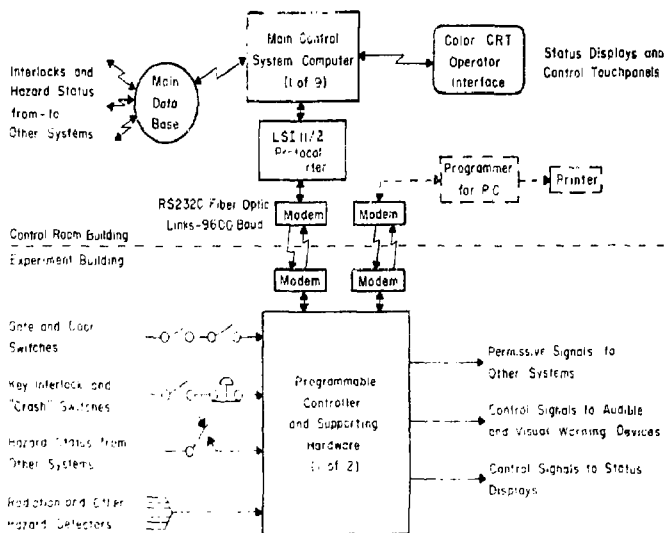 Main Control
System Computer
(1 of 9)
Color CRT
Operator
Interface
Status Displays and
Control Touchpanels
Interlocks and
Hazard Status
from-to
Other Systems
Main
Data
Base
LSI 11/2
Protocol
rter
Programmer
for P.C.
Printer
RS232C Fiber Optic
Links-9600 Baud
Modem
Modem
Control Room Building
Experiment Building
Modem
Modem
Gate and Door
Switches
Key Interlock and
"Crash" Switches
Hazard Status from
Other Systems
Radiation and Other
Hazard Detectors
Programmable
Controller
and Supporting
Hardware
(1 of 2)
Permissive Signals to
Other Systems
Control Signals to Audible
and Visual Warning Devices
Control Signals to Status
Displays